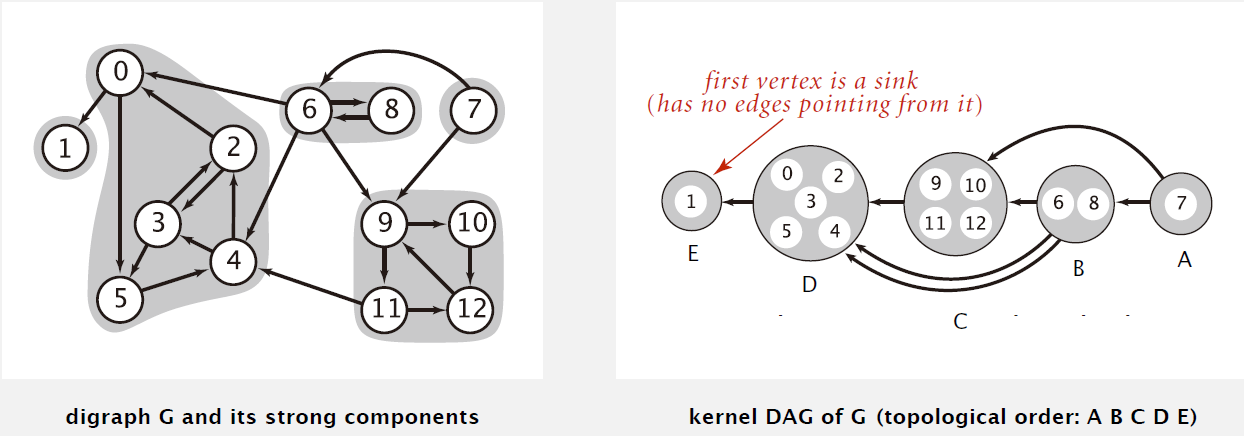 0
6
8
7
1
2
3
9
10
4
5
11
12
digraph G and its strong components
first vertex is a sink
(has no edges pointing from it)
1
0
2
3
5
4
9
10
11
12
6
8
7
E
D
C
B
A
kernel DAG of G (topological order: A B C D E)